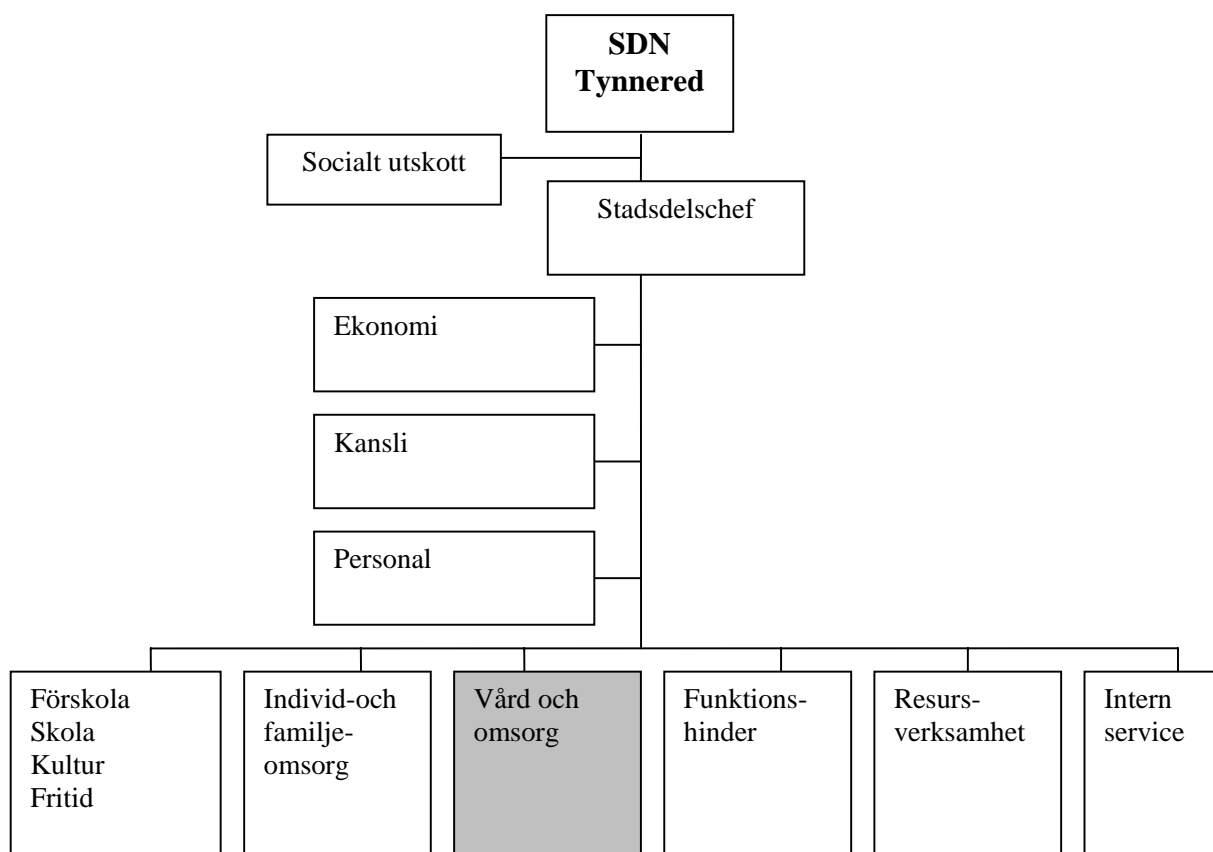 SDN
Tynnered
Socialt utskott
Stadsdelschef
Ekonomi
Kansli
Personal
Förskola
Skola
Kultur
Fritid
Individ-och
familje-
omsorg
Vård och
omsorg
Funktions-
hinder
Resurs-
verksamhet
Intern
service